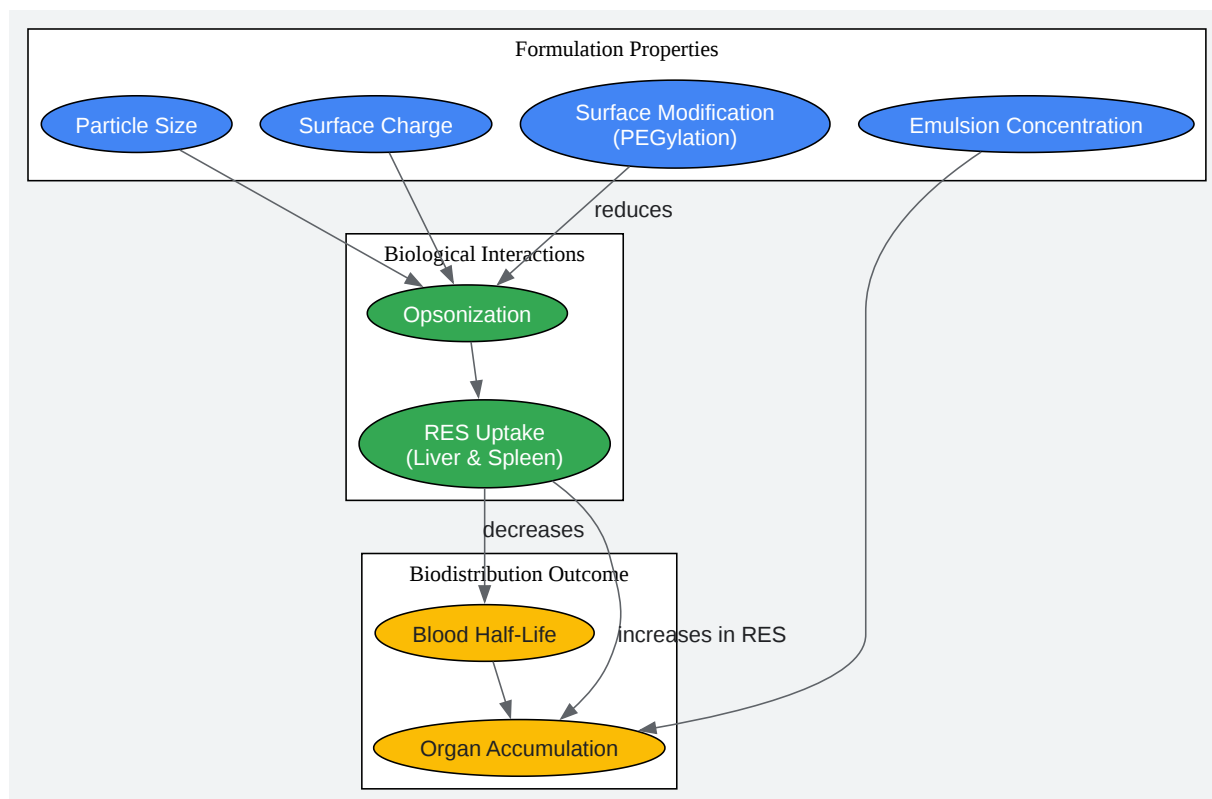 Formulation Properties
Particle Size
Surface Charge
Surface Modification
(PEGylation)
Emulsion Concentration
reduces
Biological Interactions
Opsonization
RES Uptake
(Liver & Spleen)
decreases
Biodistribution Outcome
Blood Half-Life
increases in RES
Organ Accumulation